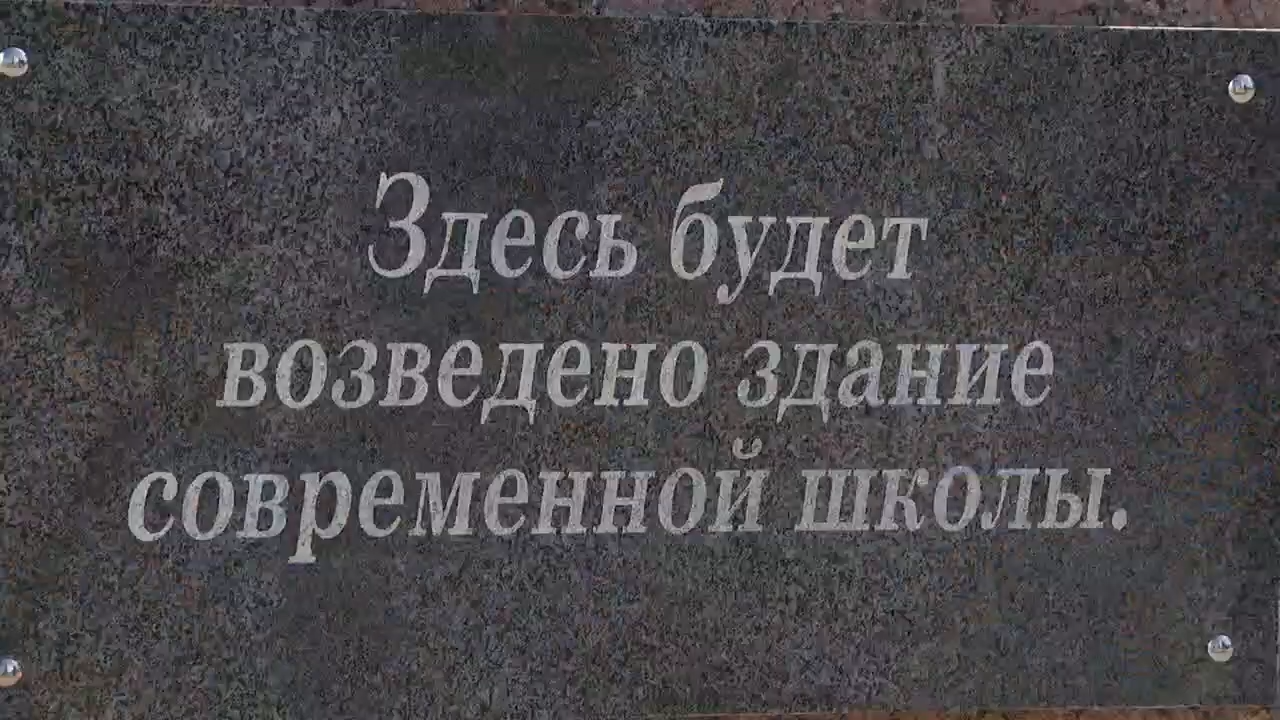 Здесь будет
возведено здание
современной школы.